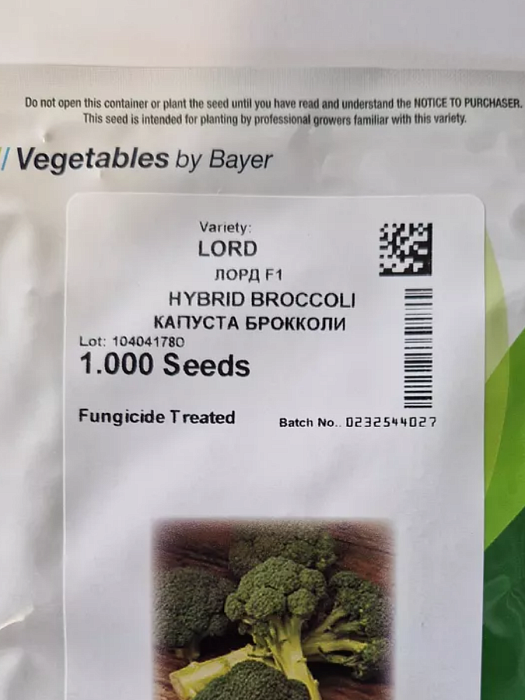 Do not open this container or plant the seed until you have read and understand the NOTICE TO PURCHASER.
This seed is intended for planting by professional growers familiar with this variety.
// Vegetables by Bayer
Variety:
LORD
ЛОРД F1
HYBRID BROCCOLI
КАПУСТА БРОККОЛИ
Lot: 104041780
1.000 Seeds
Fungicide Treated
Batch No.. 0232544027